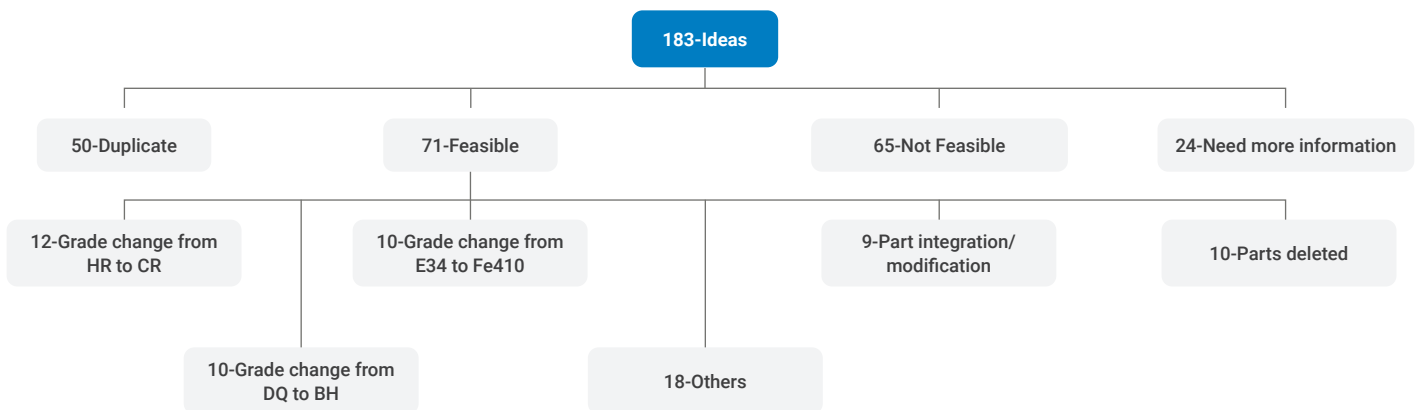 183-Ideas
50-Duplicate
71-Feasible
65-Not Feasible
24-Need more information
12-Grade change from
HR to CR
10-Grade change from
E34 to Fe410
9-Part integration/
modification
10-Parts deleted
10-Grade change from
DQ to BH
18-Others